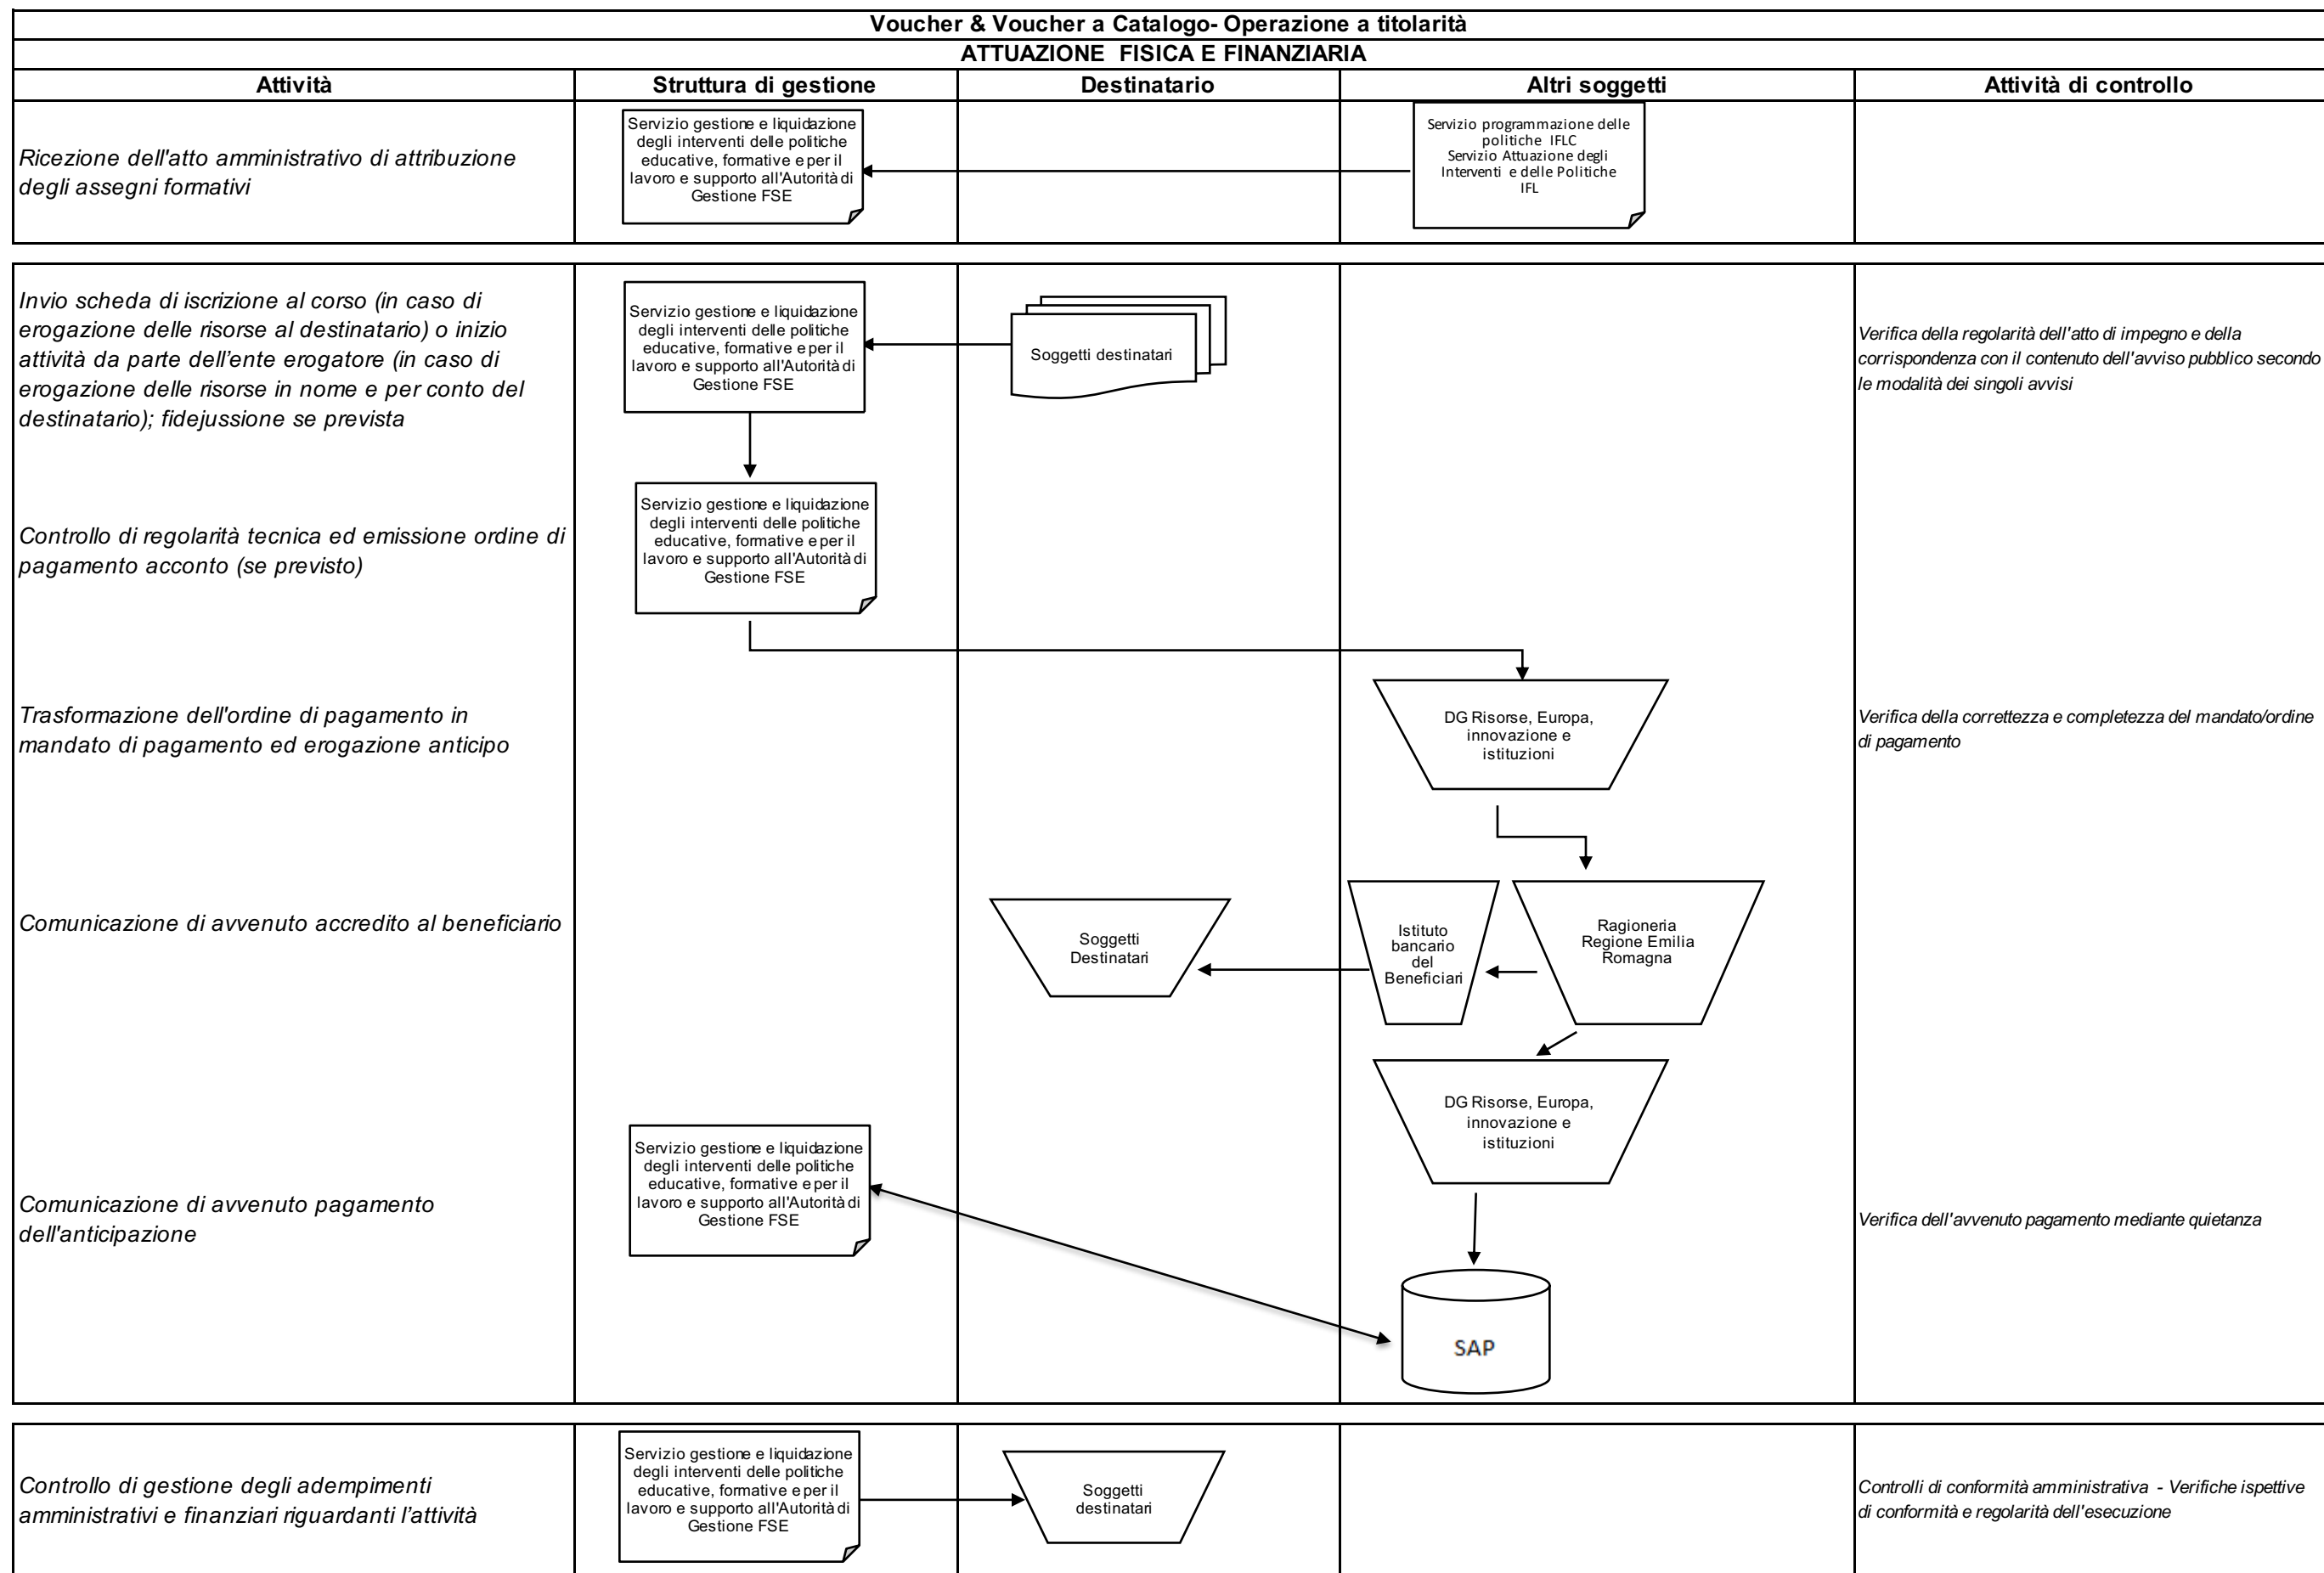 Voucher & Voucher a Catalogo- Operazione a titolarità
ATTUAZIONE FISICA E FINANZIARIA
Attività
Struttura di gestione
Destinatario
Altri soggetti
Attività di controllo
Ricezione dell'atto amministrativo di attribuzione
degli assegni formativi
Servizio gestione e liquidazione
degli interventi delle politiche
educative, formative e per il
lavoro e supporto all'Autorità di
Gestione FSE
Servizio programmazione delle
politiche IFLC
Servizio Attuazione degli
Interventi e delle Politiche
IFL
Invio scheda di iscrizione al corso (in caso di
erogazione delle risorse al destinatario) o inizio
attività da parte dell'ente erogatore (in caso di
erogazione delle risorse in nome e per conto del
destinatario); fidejussione se prevista
Servizio gestione e liquidazione
degli interventi delle politiche
educative, formative e per il
lavoro e supporto all'Autorità di
Gestione FSE
Soggetti destinatari
Verifica della regolarità dell'atto di impegno e della
corrispondenza con il contenuto dell'avviso pubblico secondo
le modalità dei singoli avvisi
Controllo di regolarità tecnica ed emissione ordine di
pagamento acconto (se previsto)
Servizio gestione e liquidazione
degli interventi delle politiche
educative, formative e per il
lavoro e supporto all'Autorità di
Gestione FSE
Trasformazione dell'ordine di pagamento in
mandato di pagamento ed erogazione anticipo
DG Risorse, Europa,
innovazione e
istituzioni
Verifica della correttezza e completezza del mandato/ordine
di pagamento
Comunicazione di avvenuto accredito al beneficiario
Soggetti
Destinatari
Istituto
bancario
del
Beneficiari
Ragioneria
Regione Emilia
Romagna
DG Risorse, Europa,
innovazione e
istituzioni
Comunicazione di avvenuto pagamento
dell'anticipazione
Servizio gestione e liquidazione
degli interventi delle politiche
educative, formative e per il
lavoro e supporto all'Autorità di
Gestione FSE
Verifica dell'avvenuto pagamento mediante quietanza
SAP
Controllo di gestione degli adempimenti
amministrativi e finanziari riguardanti l'attività
Servizio gestione e liquidazione
degli interventi delle politiche
educative, formative e per il
lavoro e supporto all'Autorità di
Gestione FSE
Soggetti
destinatari
Controlli di conformità amministrativa - Verifiche ispettive
di conformità e regolarità dell'esecuzione